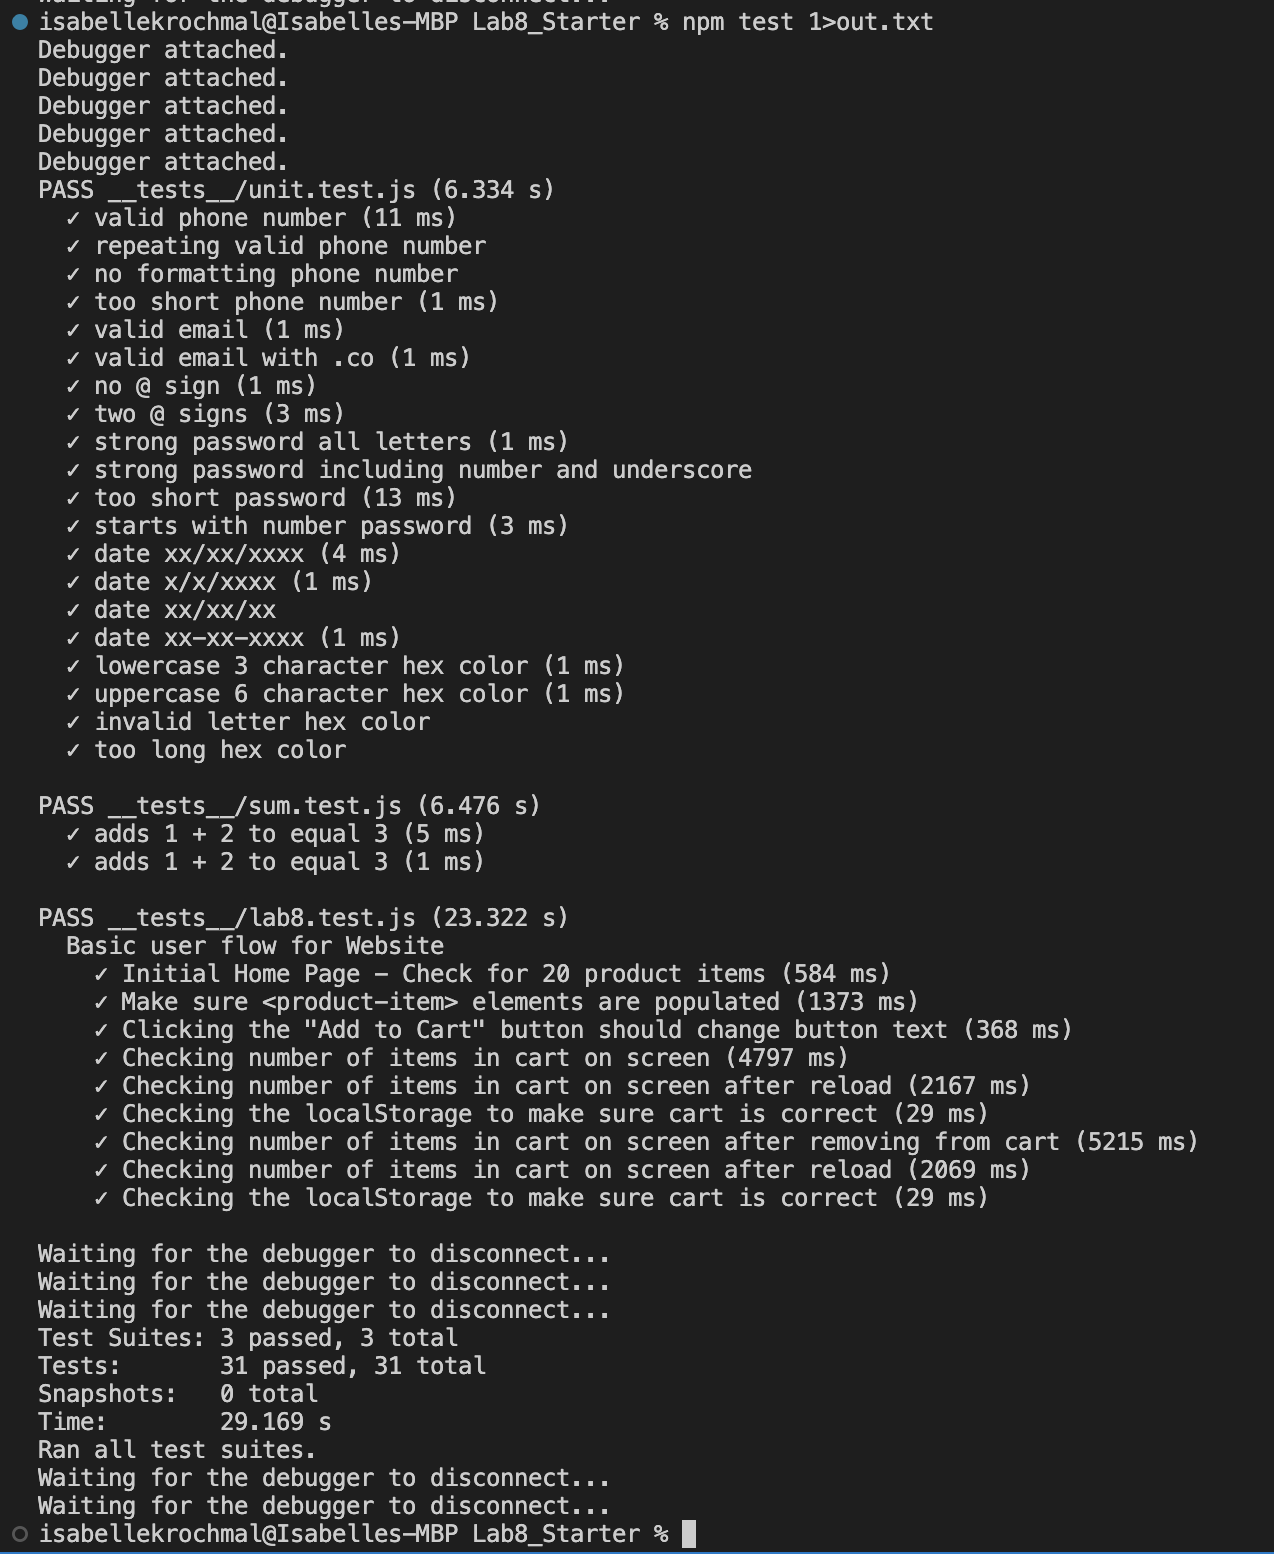 Waiting for the debugger to disconnect...
isabellekrochmal@Isabelles-MBP Lab8_Starter % npm test 1>out.txt
Debugger attached.
Debugger attached.
Debugger attached.
Debugger attached.
Debugger attached.
PASS __tests__/unit.test.js (6.334 s)
✓ valid phone number (11 ms)
✓ repeating valid phone number
✓ no formatting phone number
✓ too short phone number (1 ms)
✓ valid email (1 ms)
✓ valid email with .co (1 ms)
✓ no @ sign (1 ms)
✓ two @ signs (3 ms)
✓ strong password all letters (1 ms)
✓ strong password including number and underscore
✓ too short password (13 ms)
✓ starts with number password (3 ms)
✓ date xx/xx/xxxx (4 ms)
✓ date x/x/xxxx (1 ms)
✓ date xx/xx/xx
✓ date xx-xx-xxxx (1 ms)
✓ lowercase 3 character hex color (1 ms)
✓ uppercase 6 character hex color (1 ms)
✓ invalid letter hex color
✓ too long hex color
PASS __tests__/sum.test.js (6.476 s)
✓ adds 1 + 2 to equal 3 (5 ms)
✓ adds 1 + 2 to equal 3 (1 ms)
PASS __tests__/lab8.test.js (23.322 s)
Basic user flow for Website
✓ Initial Home Page - Check for 20 product items (584 ms)
✓ Make sure <product-item> elements are populated (1373 ms)
✓ Clicking the "Add to Cart" button should change button text (368 ms)
✓ Checking number of items in cart on screen (4797 ms)
✓ Checking number of items in cart on screen after reload (2167 ms)
✓ Checking the localStorage to make sure cart is correct (29 ms)
✓ Checking number of items in cart on screen after removing from cart (5215 ms)
✓ Checking number of items in cart on screen after reload (2069 ms)
✓ Checking the localStorage to make sure cart is correct (29 ms)
Waiting for the debugger to disconnect...
Waiting for the debugger to disconnect...
Waiting for the debugger to disconnect...
Test Suites: 3 passed, 3 total
Tests: 31 passed, 31 total
Snapshots: 0 total
Time: 29.169 s
Ran all test suites.
Waiting for the debugger to disconnect...
Waiting for the debugger to disconnect...
isabellekrochmal@Isabelles-MBP Lab8_Starter %